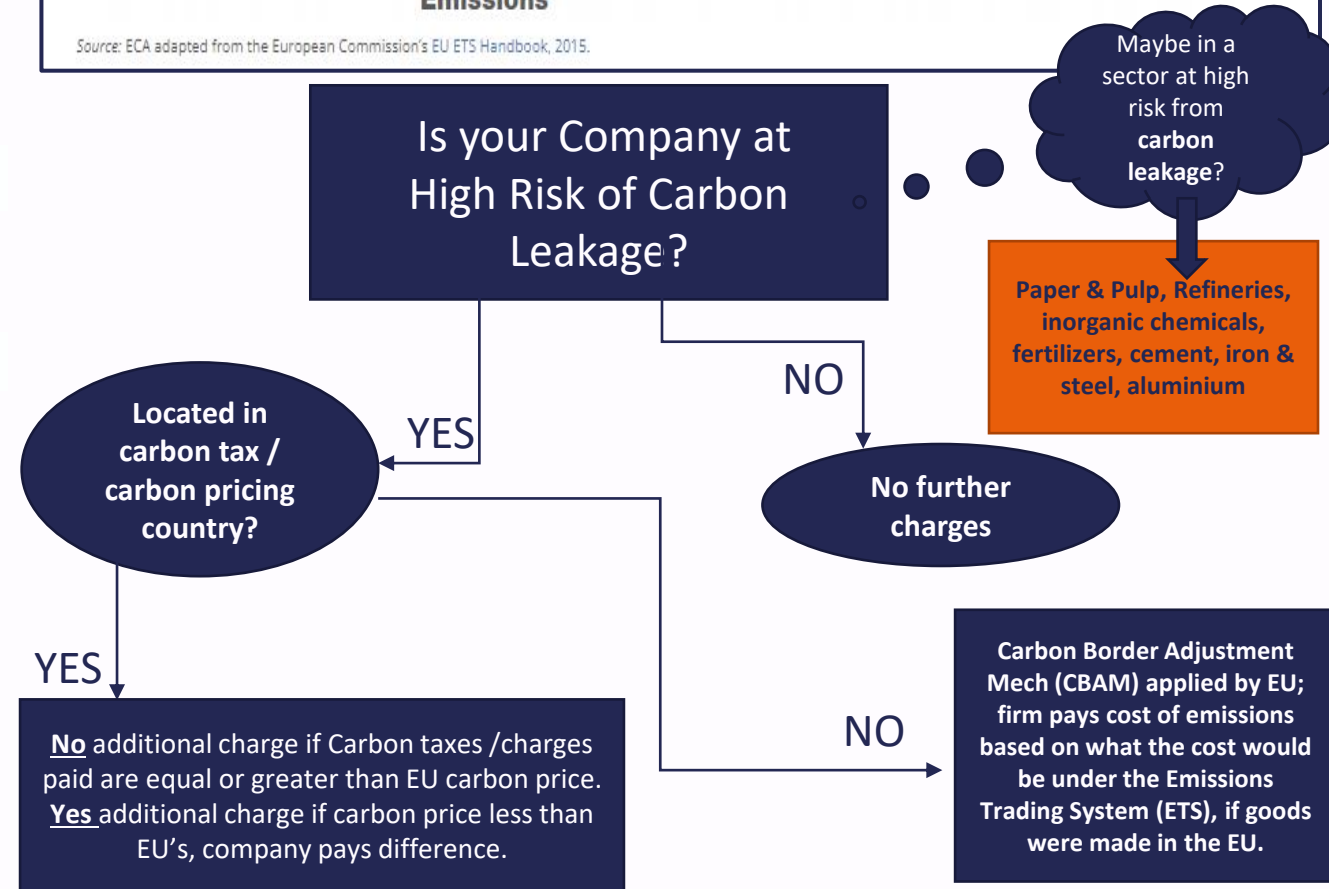 Emissions
Source: ECA adapted from the European Commission's EU ETS Handbook, 2015.
Maybe in a
sector at high
risk from
carbon
leakage?
Is your Company at
High Risk of Carbon
Leakage?
Paper & Pulp, Refineries,
inorganic chemicals,
fertilizers, cement, iron &
steel, aluminium
NO
YES
Located in
carbon tax /
carbon pricing
country?
No further
charges
YES
NO
No additional charge if Carbon taxes /charges
paid are equal or greater than EU carbon price.
Yes additional charge if carbon price less than
EU's, company pays difference.
Carbon Border Adjustment
Mech (CBAM) applied by EU;
firm pays cost of emissions
based on what the cost would
be under the Emissions
Trading System (ETS), if goods
were made in the EU.